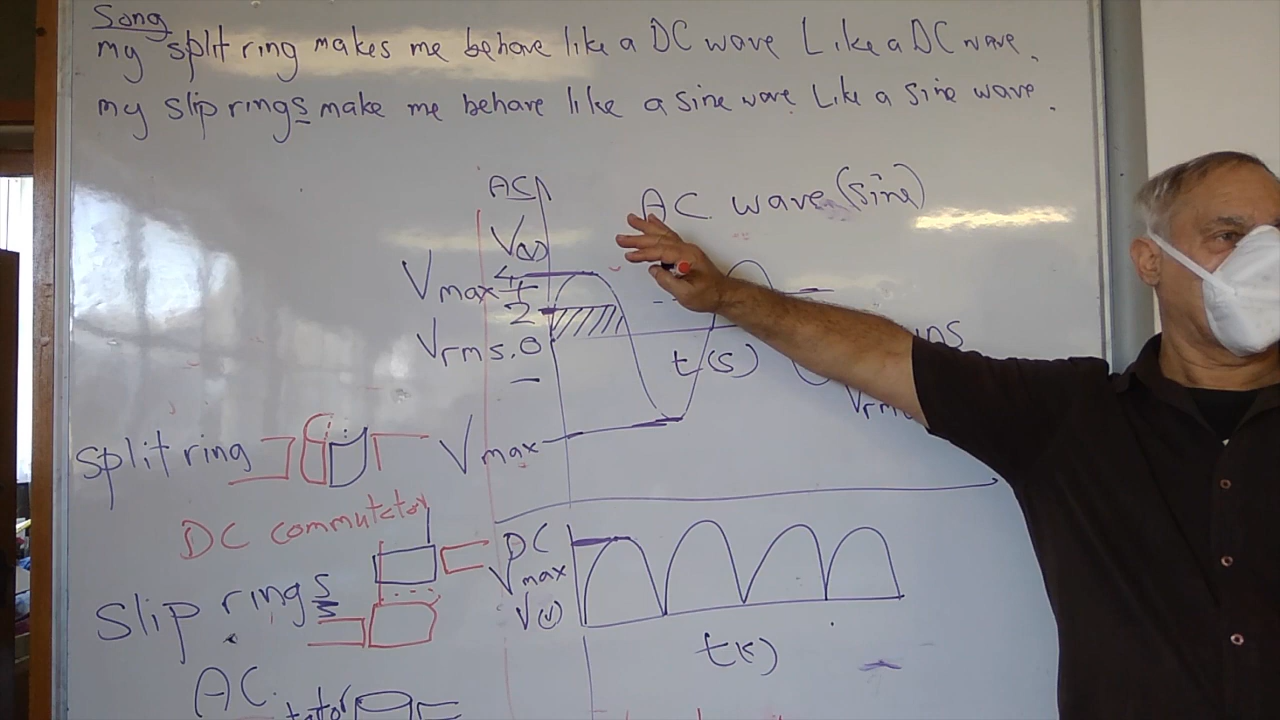 Song
my split ring makes me behave like a DC wave Like a DC wave.
my slip rings make me behave like a sine wave Like a sine wave.
AC
AC wave (sine)
V(v)
Vmax 4
2
Vrms. 0
t(s)
Vmax
split ring
DC commutator
DC
Vmax
V(v)
Slip rings
t(s)
AC